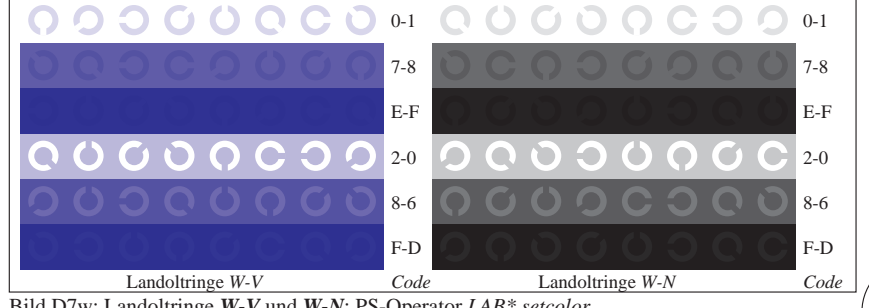 0-1 0-1
7-8 7-8
E-F E-F
2-0 2-0
8-6 8-6
F-D F-D
Landoltringe W-V Code Landoltringe W-N Code
Bild D7w: Landoltringe W-V und W-N; PS-Operator LAB* setcolor